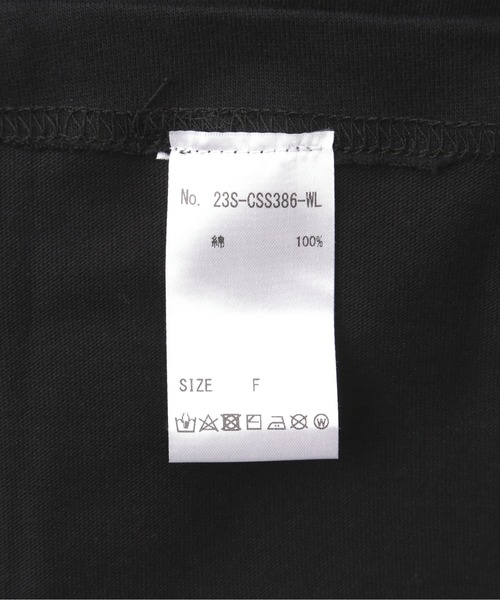 No. 23S-CSS386-WL
綿 100%
SIZE F
W